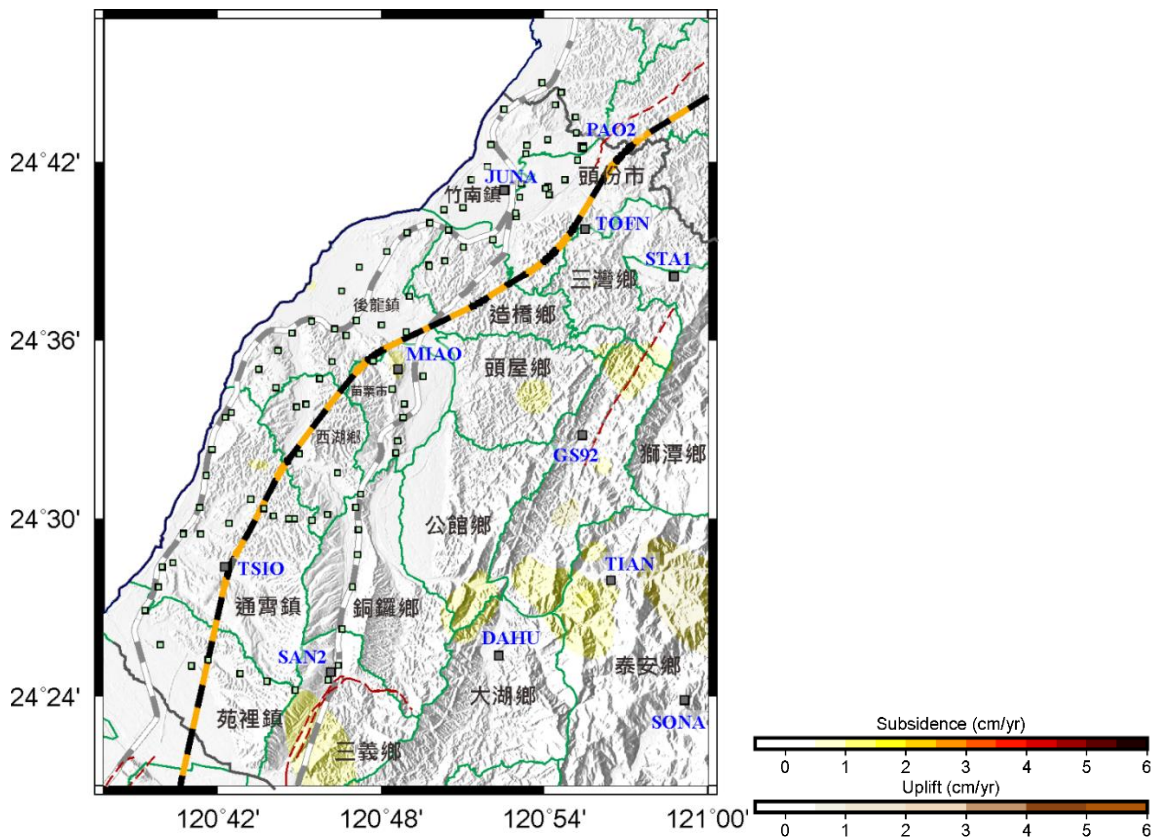 24˚42'
24˚36'
24˚30'
24˚24'
PAO2
頭份市
JUNA
竹南鎮
TOFN
STA1
三灣鄉
後龍鎮
造橋鄉
MIAO
頭屋鄉
苗栗市
西湖鄉
GS92
獅潭鄉
公館鄉
TSIO
TIAN
通霄鎮
銅鑼鄉
DAHU
SAN2
泰安鄉
大湖鄉
苑裡鎮
SONA
三義鄉
120˚42'
120˚48'
120˚54'
121˚00'
Subsidence (cm/yr)
0 1 2 3 4 5 6
Uplift (cm/yr)
0 1 2 3 4 5 6